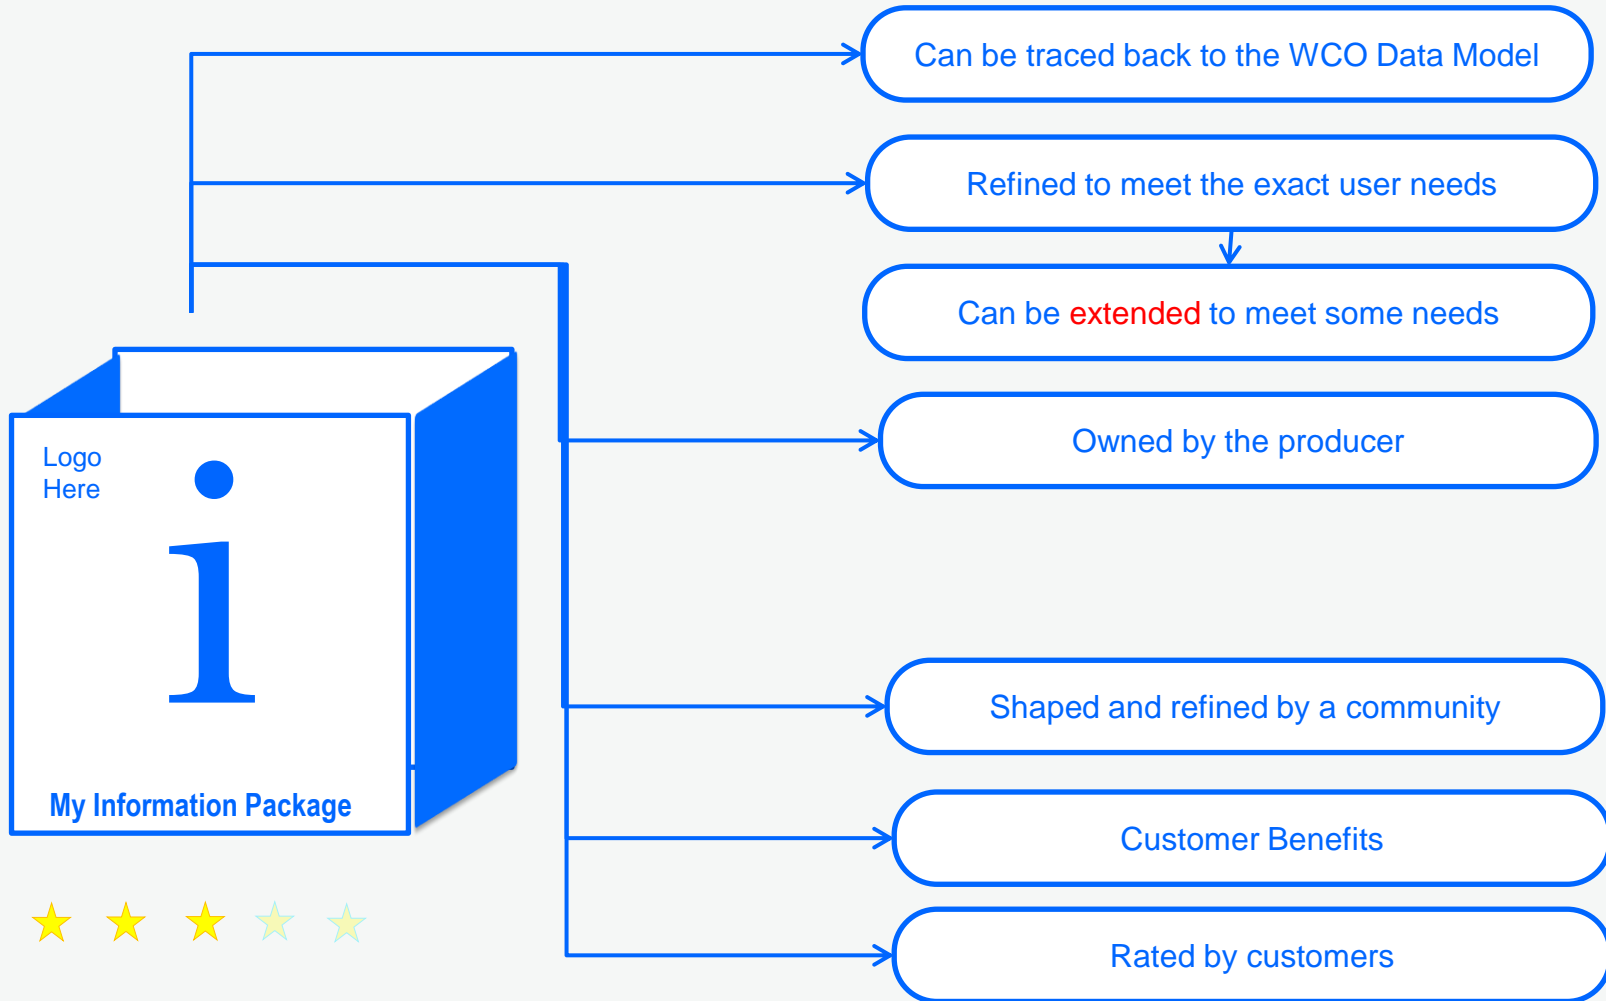 Can be traced back to the WCO Data Model
Refined to meet the exact user needs
Can be extended to meet some needs
Owned by the producer
Logo
Here
i
My Information Package
Shaped and refined by a community
Customer Benefits
Rated by customers